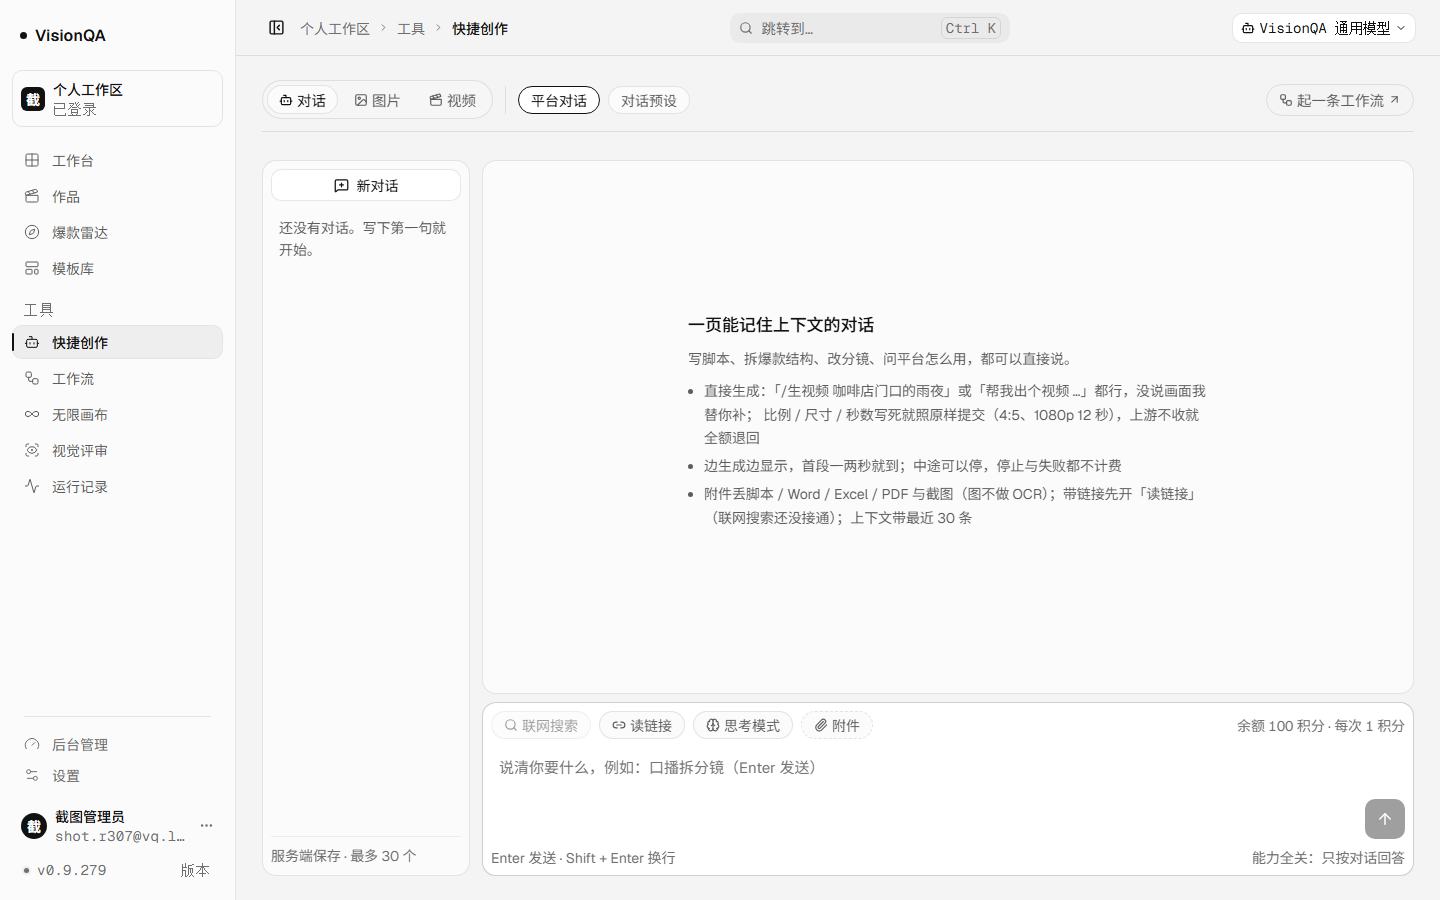 VisionQA
截
个人工作区
已登录
工作台
作品
爆款雷达
模板库
工具
快捷创作
工作流
无限画布
视觉评审
运行记录
后台管理
设置
截
截图管理员
shot.r307@vq.l…
v0.9.279
版本
个人工作区 > 工具 > 快捷创作
跳转到… Ctrl K
VisionQA 通用模型
对话 图片 视频
平台对话 对话预设
起一条工作流
新对话
还没有对话。写下第一句就
开始。
服务端保存 · 最多 30 个
一页能记住上下文的对话
写脚本、拆爆款结构、改分镜、问平台怎么用，都可以直接说。
直接生成：「/生视频 咖啡店门口的雨夜」或「帮我出个视频 …」都行，没说画面我
替你补； 比例 / 尺寸 / 秒数写死就照原样提交（4:5、1080p 12 秒），上游不收就
全额退回
边生成边显示，首段一两秒就到；中途可以停，停止与失败都不计费
附件丢脚本 / Word / Excel / PDF 与截图（图不做 OCR）；带链接先开「读链接」
（联网搜索还没接通）；上下文带最近 30 条
联网搜索 读链接 思考模式 附件
余额 100 积分 · 每次 1 积分
说清你要什么，例如：口播拆分镜（Enter 发送）
Enter 发送 · Shift + Enter 换行
能力全关：只按对话回答